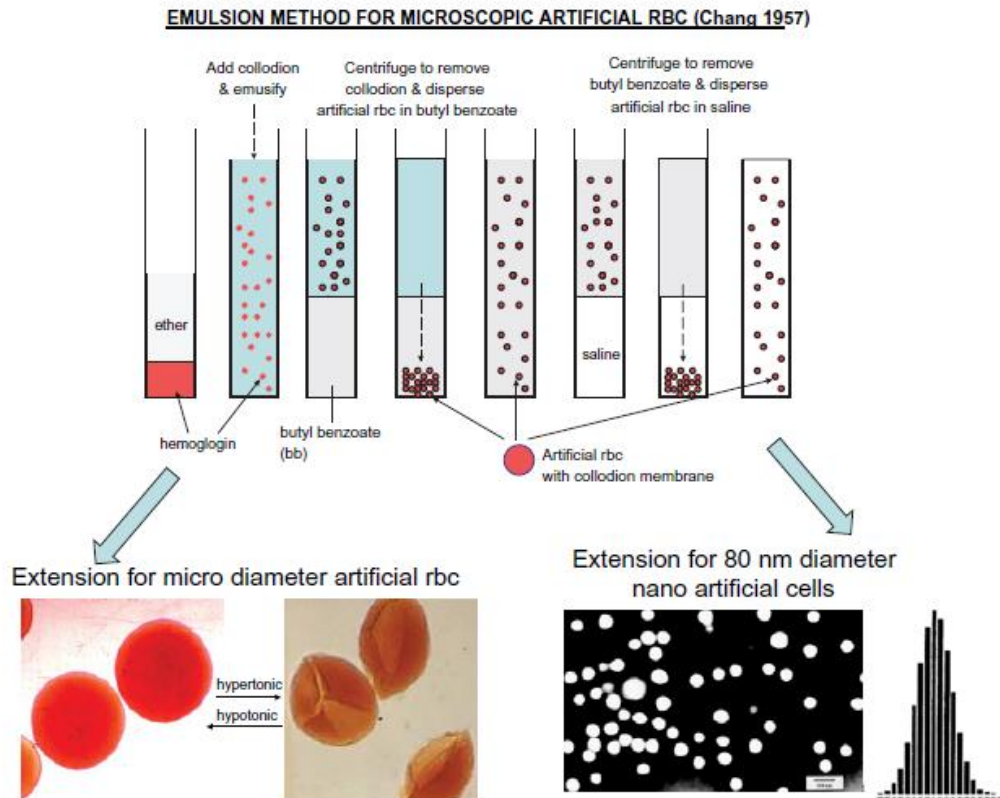 EMULSION METHOD FOR MICROSCOPIC ARTIFICIAL RBC (Chang 1957)
Add collodion
& emusify
Centrifuge to remove
collodion & disperse
artificial rbc in butyl benzoate
Centrifuge to remove
butyl benzoate & disperse
artificial rbc in saline
ether
saline
hemoglogin
butyl benzoate
(bb)
Artificial rbc
with collodion membrane
Extension for micro diameter artificial rbc
hypertonic
hypotonic
Extension for 80 nm diameter
nano artificial cells